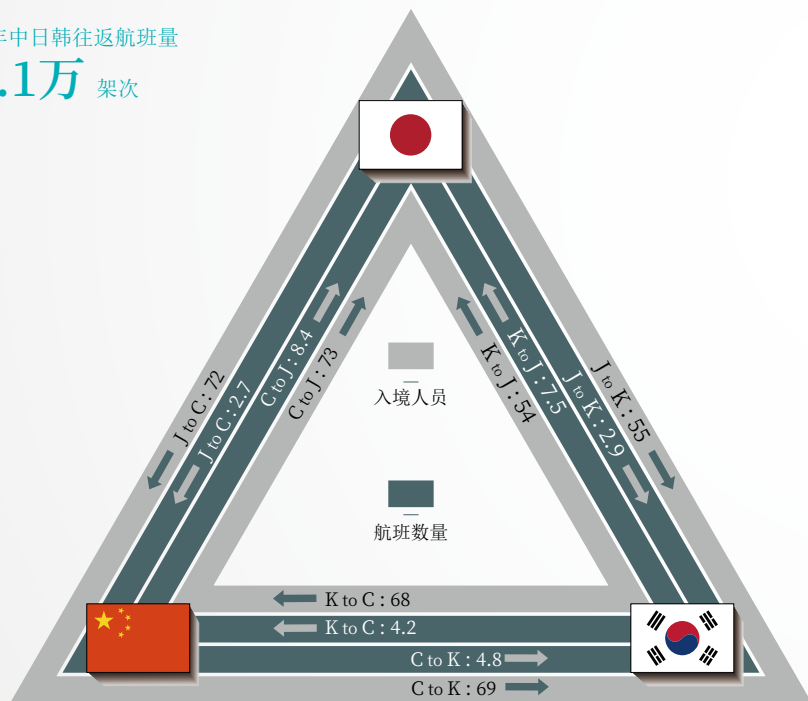 年中日韩往返航班量
.1万 架次
J to C : 72
J to C : 2.7
C to J : 8.4
C to J : 73
K to J : 54
K to J : 7.5
J to K : 2.9
J to K : 55
入境人员
航班数量
K to C : 68
K to C : 4.2
C to K : 4.8
C to K : 69